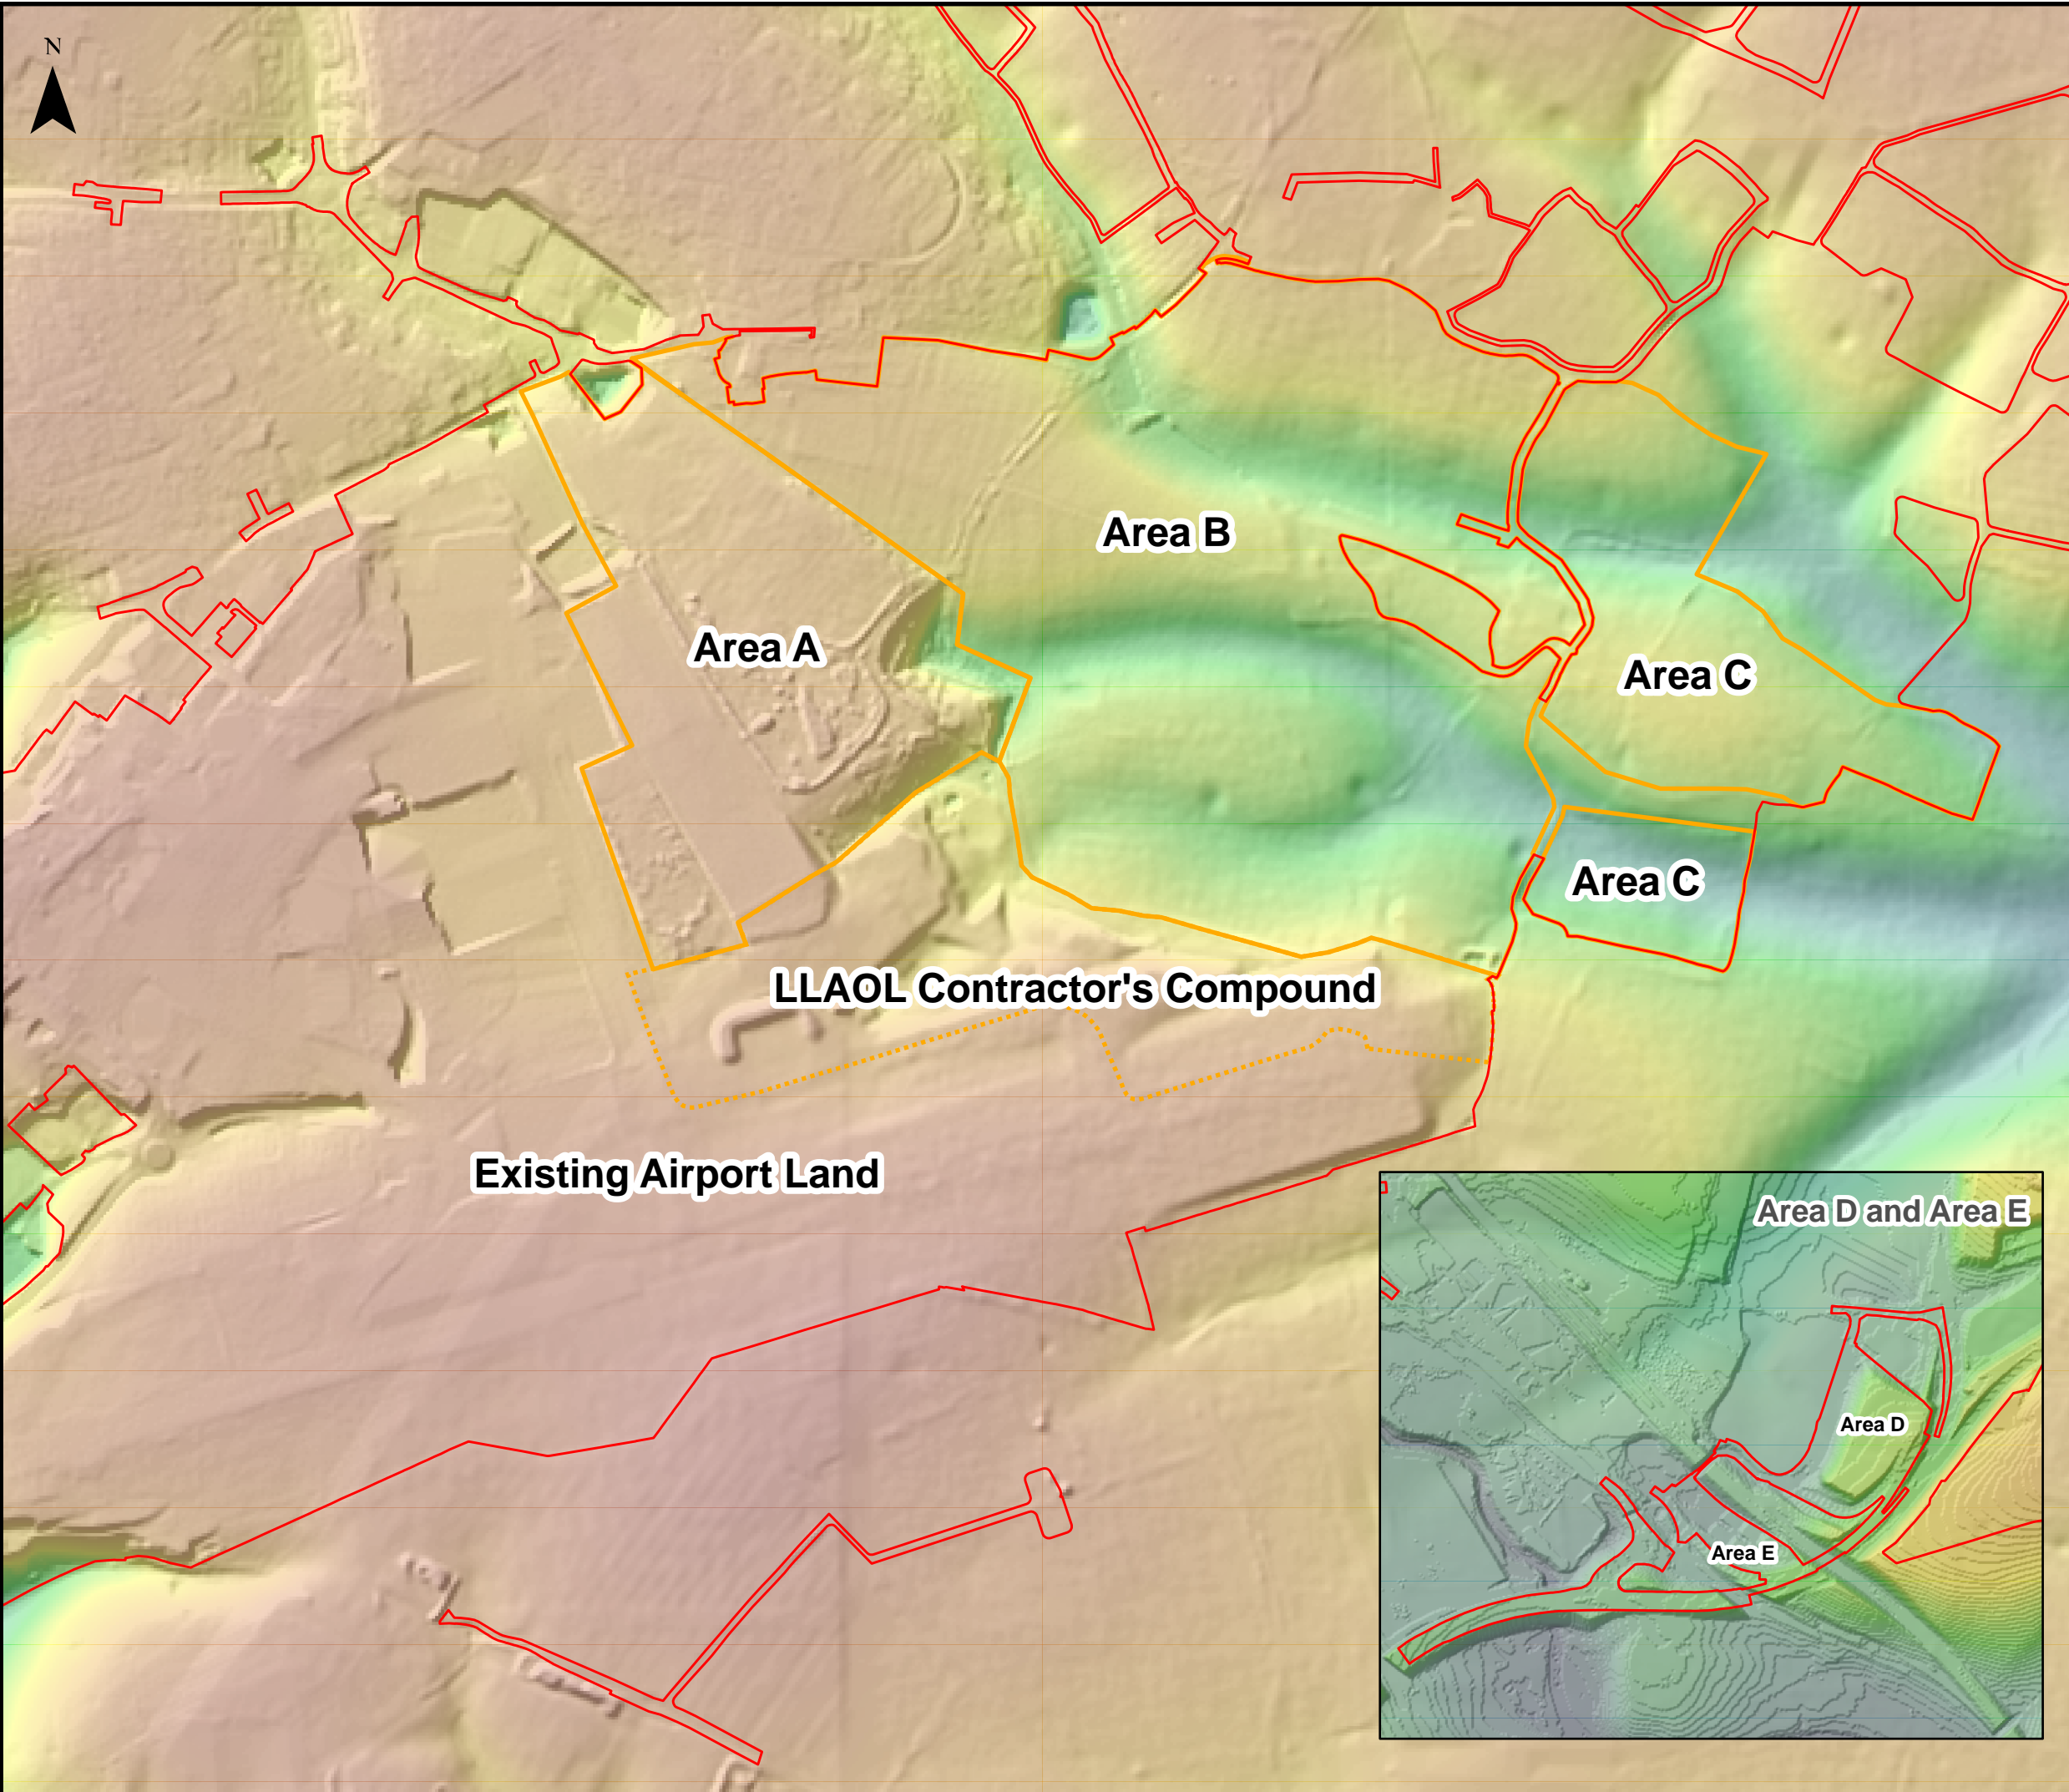 N
Area B
Area A
Area C
Area C
LLAOL Contractor's Compound
Existing Airport Land
Area D and Area E
Area D
Area E